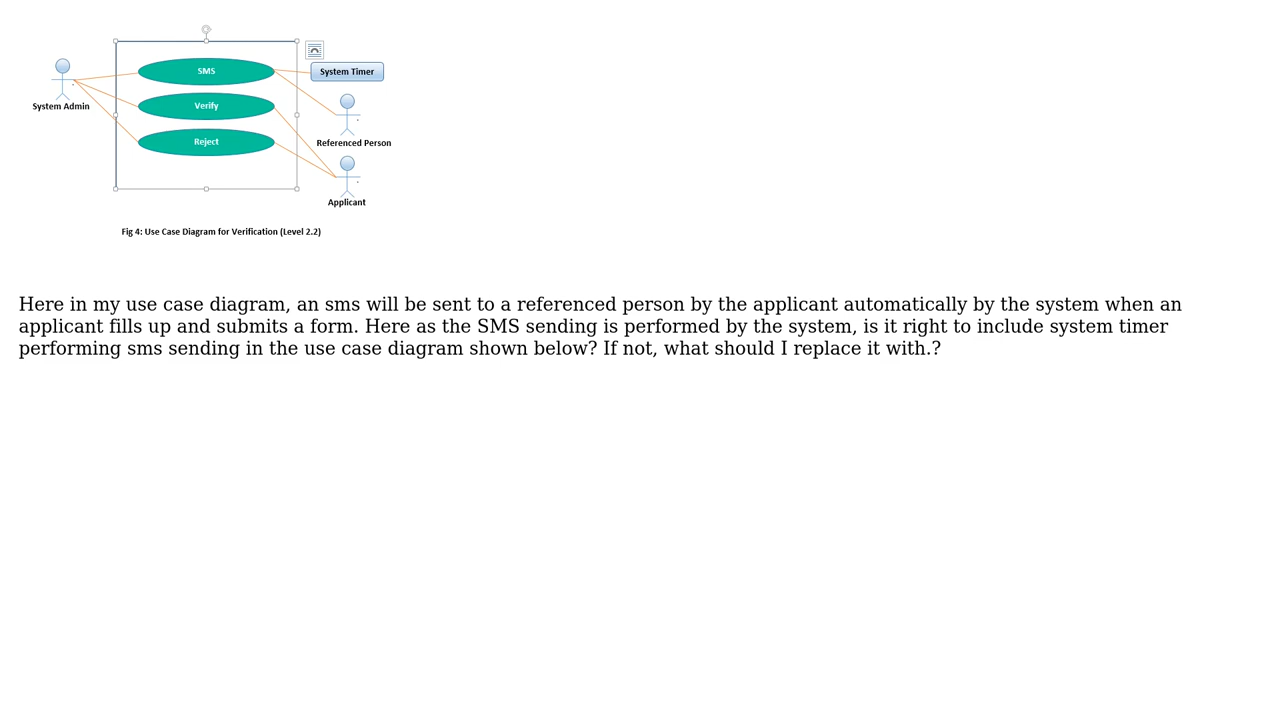 SMS
System Timer
System Admin
Verify
Reject
Referenced Person
Applicant
Fig 4: Use Case Diagram for Verification (Level 2.2)
Here in my use case diagram, an sms will be sent to a referenced person by the applicant automatically by the system when an
applicant fills up and submits a form. Here as the SMS sending is performed by the system, is it right to include system timer
performing sms sending in the use case diagram shown below? If not, what should I replace it with.?